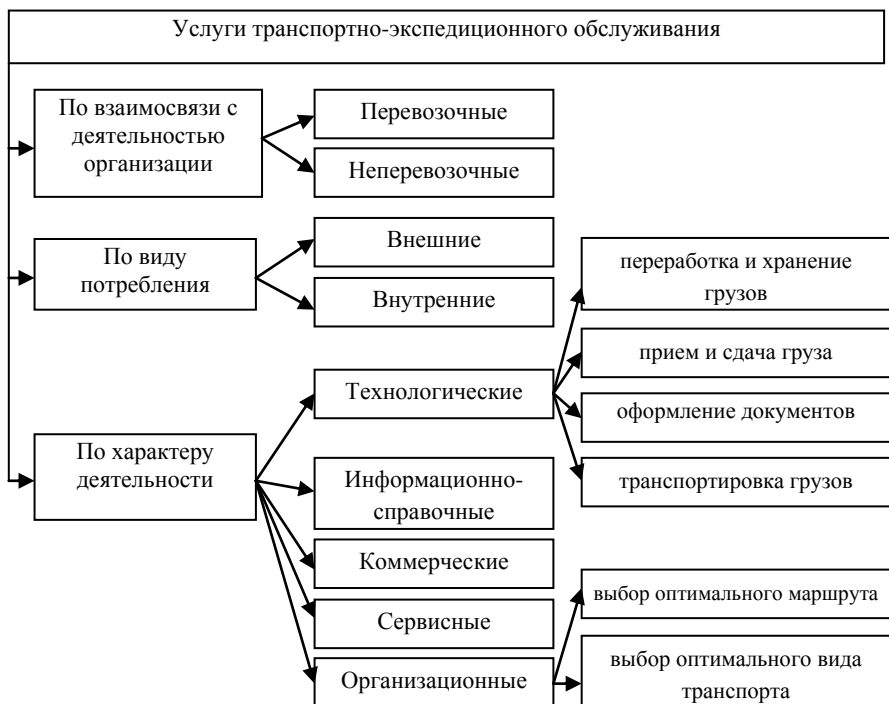 Услуги транспортно-экспедиционного обслуживания
По взаимосвязи с
деятельностью
организации
Перевозочные
Неперевозочные
По виду
потребления
Внешние
Внутренние
По характеру
деятельности
Технологические
переработка и хранение
грузов
прием и сдача груза
оформление документов
транспортировка грузов
Информационно-
справочные
Коммерческие
Сервисные
Организационные
выбор оптимального маршрута
выбор оптимального вида
транспорта